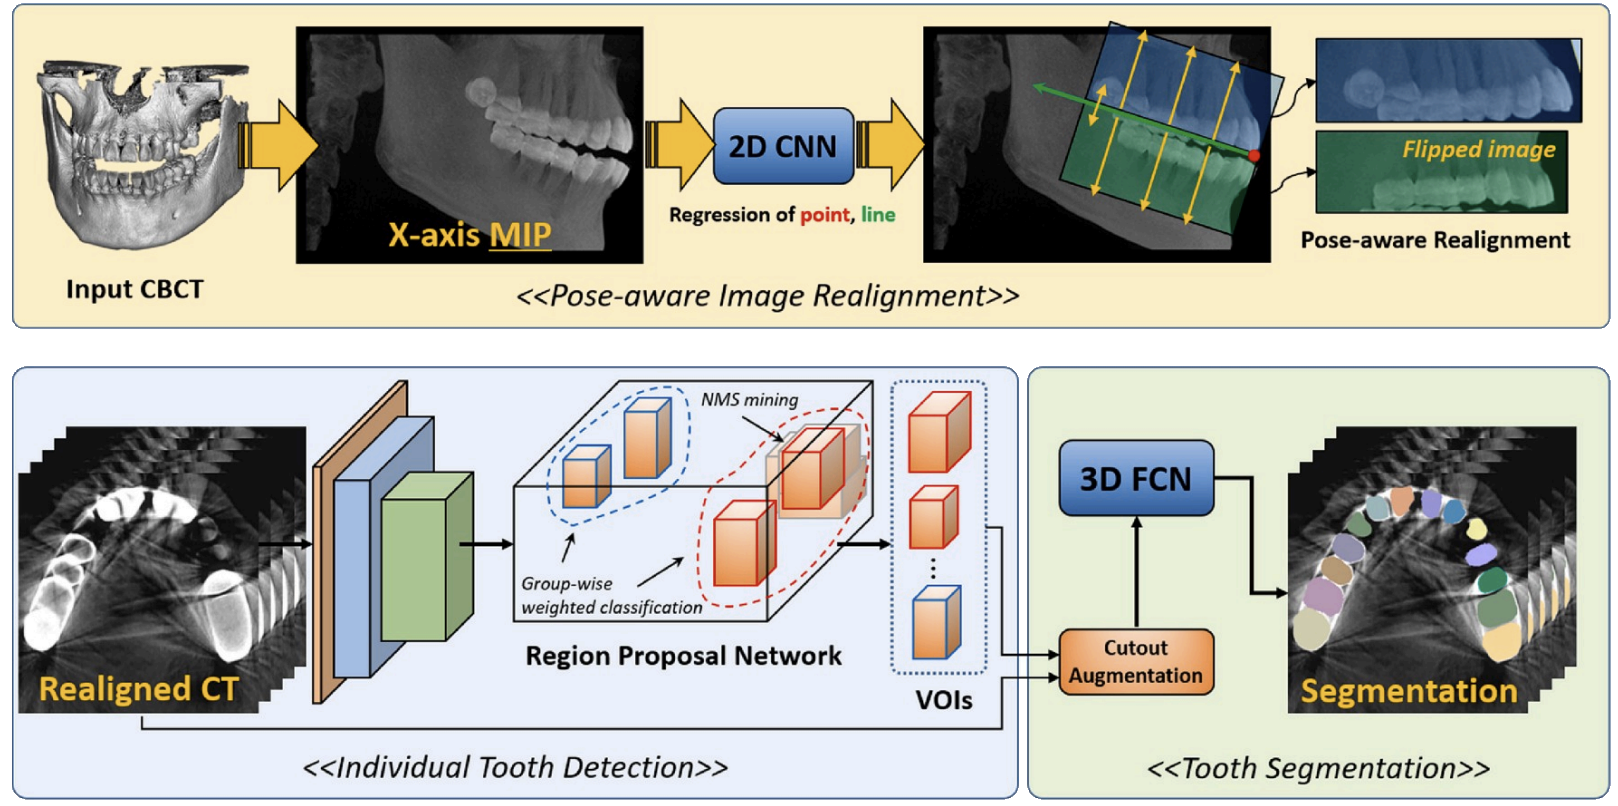 X-axis MIP
2D CNN
Regression of point, line
Flipped image
Pose-aware Realignment
Input CBCT
<<Pose-aware Image Realignment>>
NMS mining
Group-wise
weighted classification
Region Proposal Network
Realigned CT
VOIs
<<Individual Tooth Detection>>
3D FCN
Cutout
Augmentation
Segmentation
<<Tooth Segmentation>>